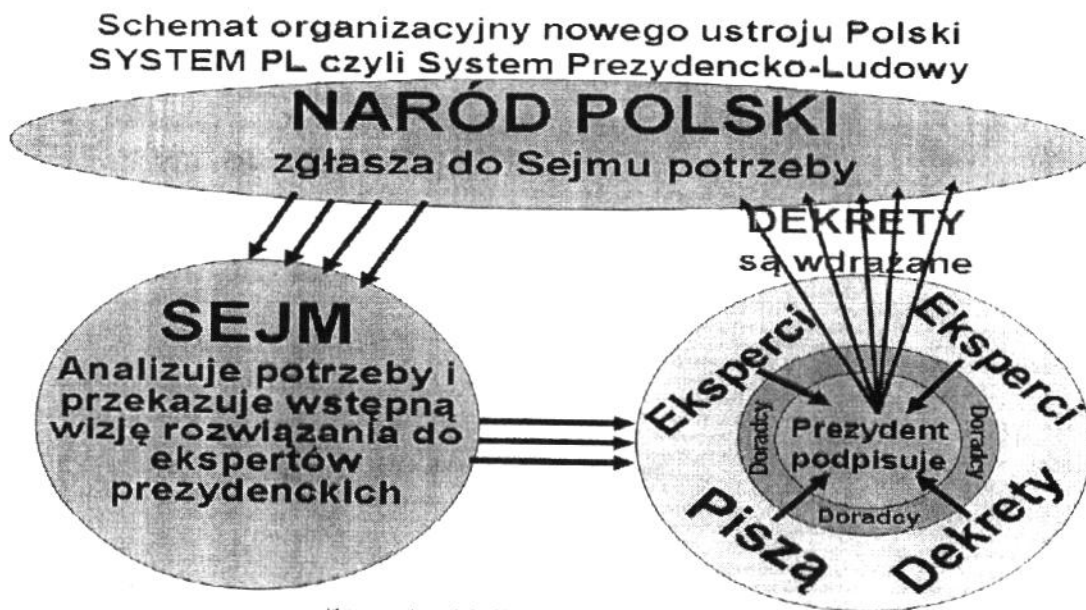 Schemat organizacyjny nowego ustroju Polski
SYSTEM PL czyli System Prezydencko-Ludowy
NARÓD POLSKI
zgłasza do Sejmu potrzeby
DEKRETY
są wdrażane
SEJM
Analizuje potrzeby i
przekazuje wstępną
wizję rozwiązania do
ekspertów
prezydenckich
Eksperci
Eksperci
Doradcy
Prezydent
podpisuje
Doradcy
Doradcy
Piszą
Dekrety